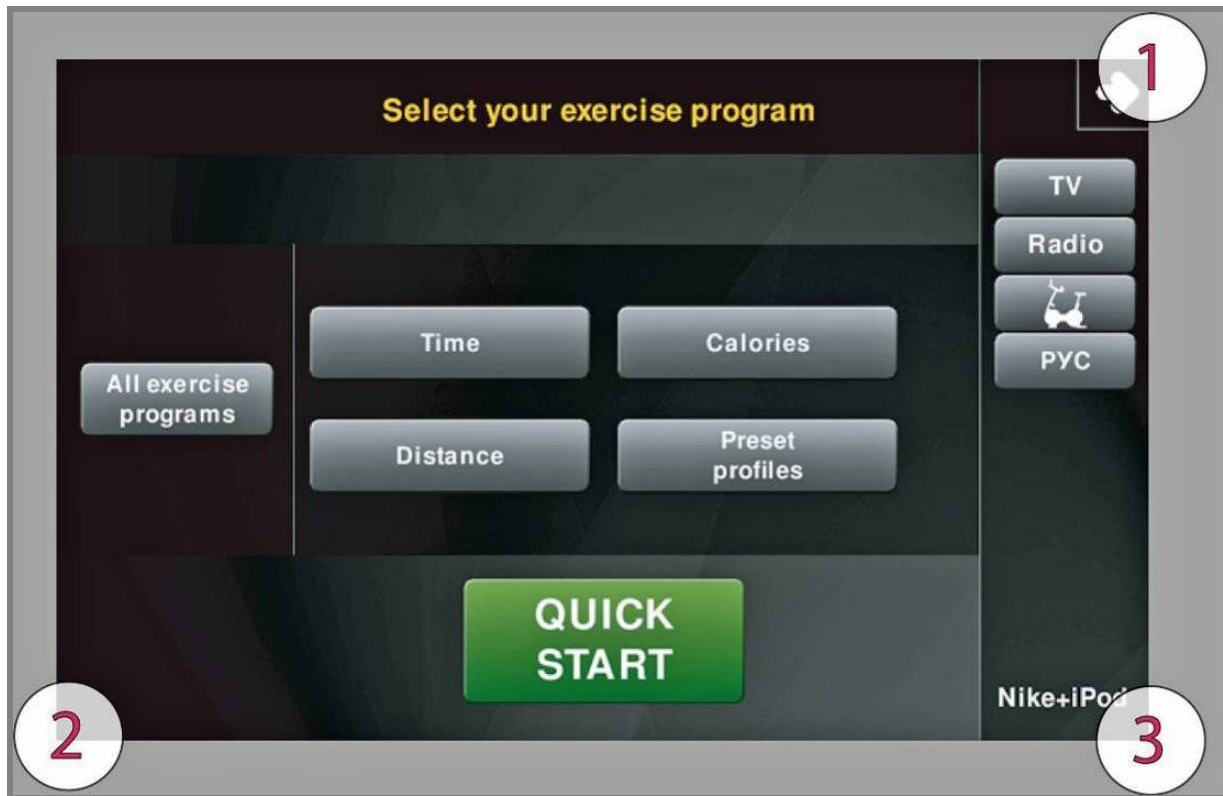 1
Select your exercise program
TV
Radio
РУС
Time
Calories
All exercise
programs
Distance
Preset
profiles
QUICK
START
Nike+iPod
2
3